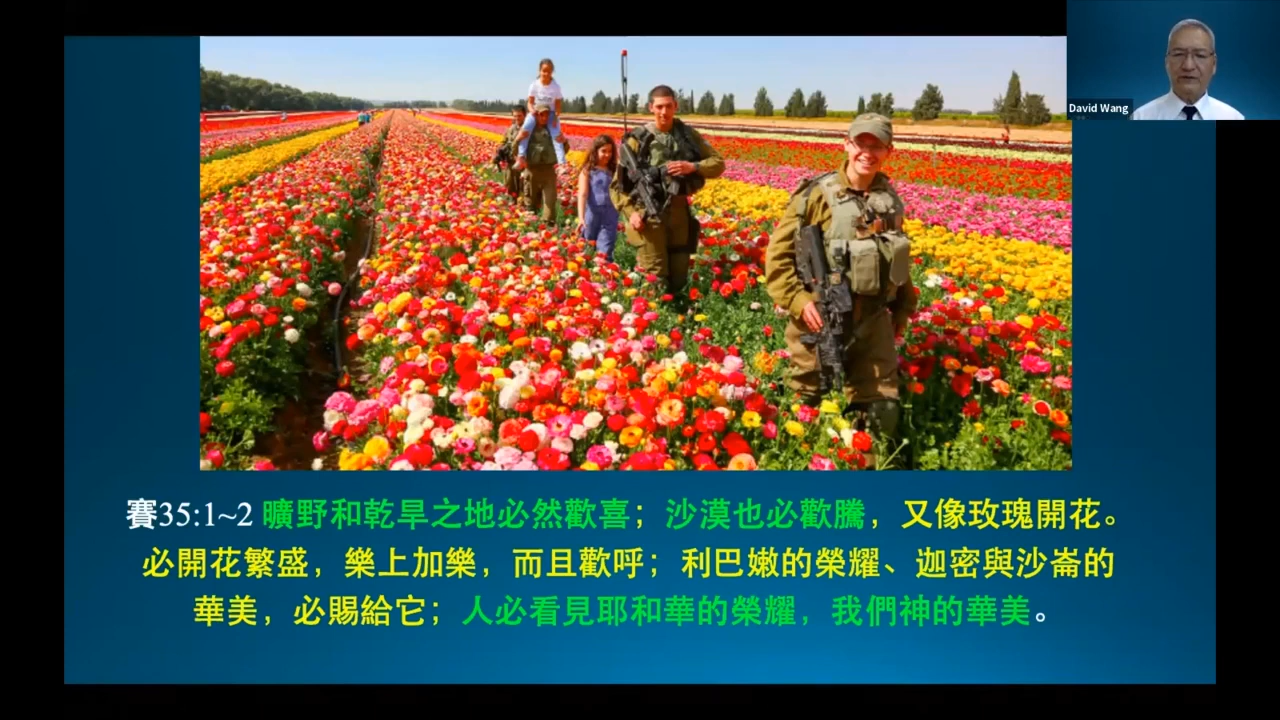 David Wang
賽35:1~2 曠野和乾旱之地必然歡喜；沙漠也必歡騰，又像玫瑰開花。
必開花繁盛，樂上加樂，而且歡呼；利巴嫩的榮耀、迦密與沙崙的
華美，必賜給它；人必看見耶和華的榮耀，我們神的華美。